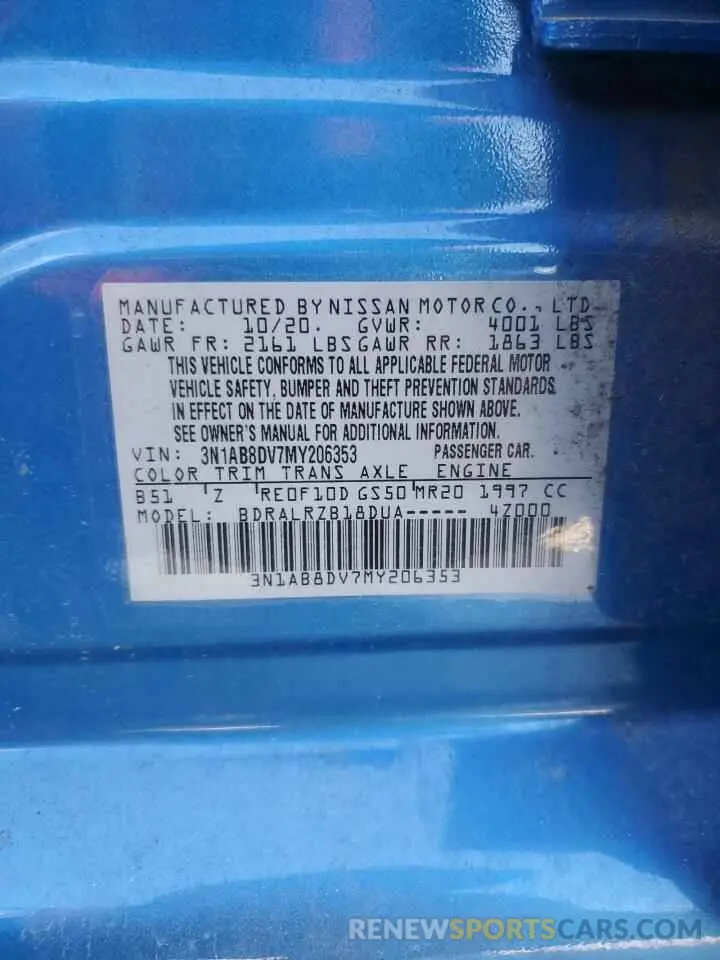 MANUFACTURED BY NISSAN MOTOR CO., LTD.
DATE: 10/20. GVWR: 4001 LBS
GAWR FR: 2161 LBS GAWR RR: 1863 LBS
THIS VEHICLE CONFORMS TO ALL APPLICABLE FEDERAL MOTOR
VEHICLE SAFETY, BUMPER AND THEFT PREVENTION STANDARDS
IN EFFECT ON THE DATE OF MANUFACTURE SHOWN ABOVE.
SEE OWNER'S MANUAL FOR ADDITIONAL INFORMATION.
VIN: 3N1AB8DV7MY206353 PASSENGER CAR.
COLOR TRIM TRANS AXLE ENGINE
B51 Z RE0F10D GS50 MR20 1997 CC
MODEL: BDRALRZB18DUA----- 4Z000
3N1AB8DV7MY206353
RENEWSPORTSCARS.COM